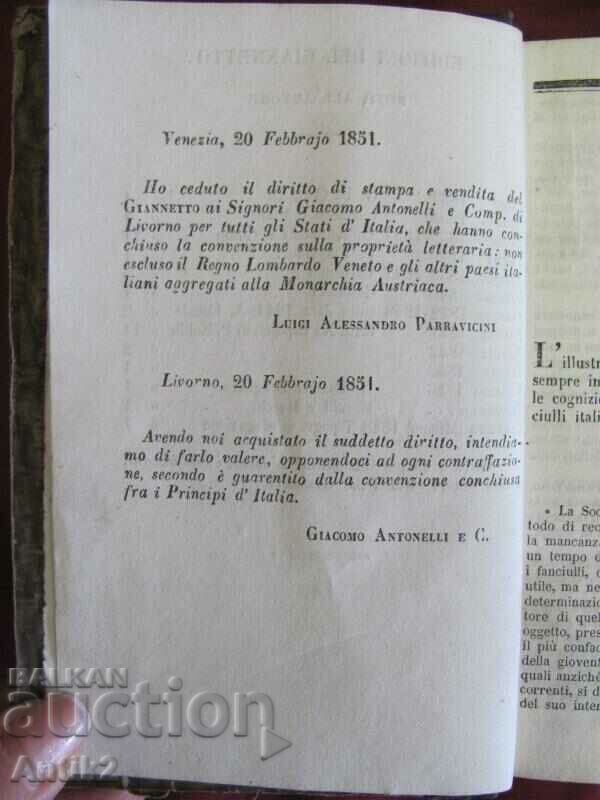 Venezia, 20 Febbrajo 1851.
Ho ceduto il diritto di stampa e vendita del
GIANNETTO ai Signori Giacomo Antonelli e Comp. di
Livorno per tutti gli Stati d' Italia, che hanno con-
chiuso la convenzione sulla proprietà letteraria: non
escluso il Regno Lombardo Veneto e gli altri paesi ita-
liani aggregati alla Monarchia Austriaca.
LUIGI ALESSANDRO PARRAVICINI
Livorno, 20 Febbrajo 1851.
Avendo noi acquistato il suddetto diritto, intendia-
mo di farlo valere, opponendoci ad ogni contraffazio-
ne, secondo è guarentito dalla convenzione conchiusa
fra i Principi d' Italia.
GIACOMO ANTONELLI E C.
L' illustr
sempre in
le cognizio
ciulli itali
* La Soc
todo di rec
la mancanza
un tempo d
i fanciulli, c
utile, ma ne
determinazio
tore di quel
oggetto, pres
il più confac
della giovent
quali anziché
correnti, si d
del suo inter
BALKAN
auction
Antik2